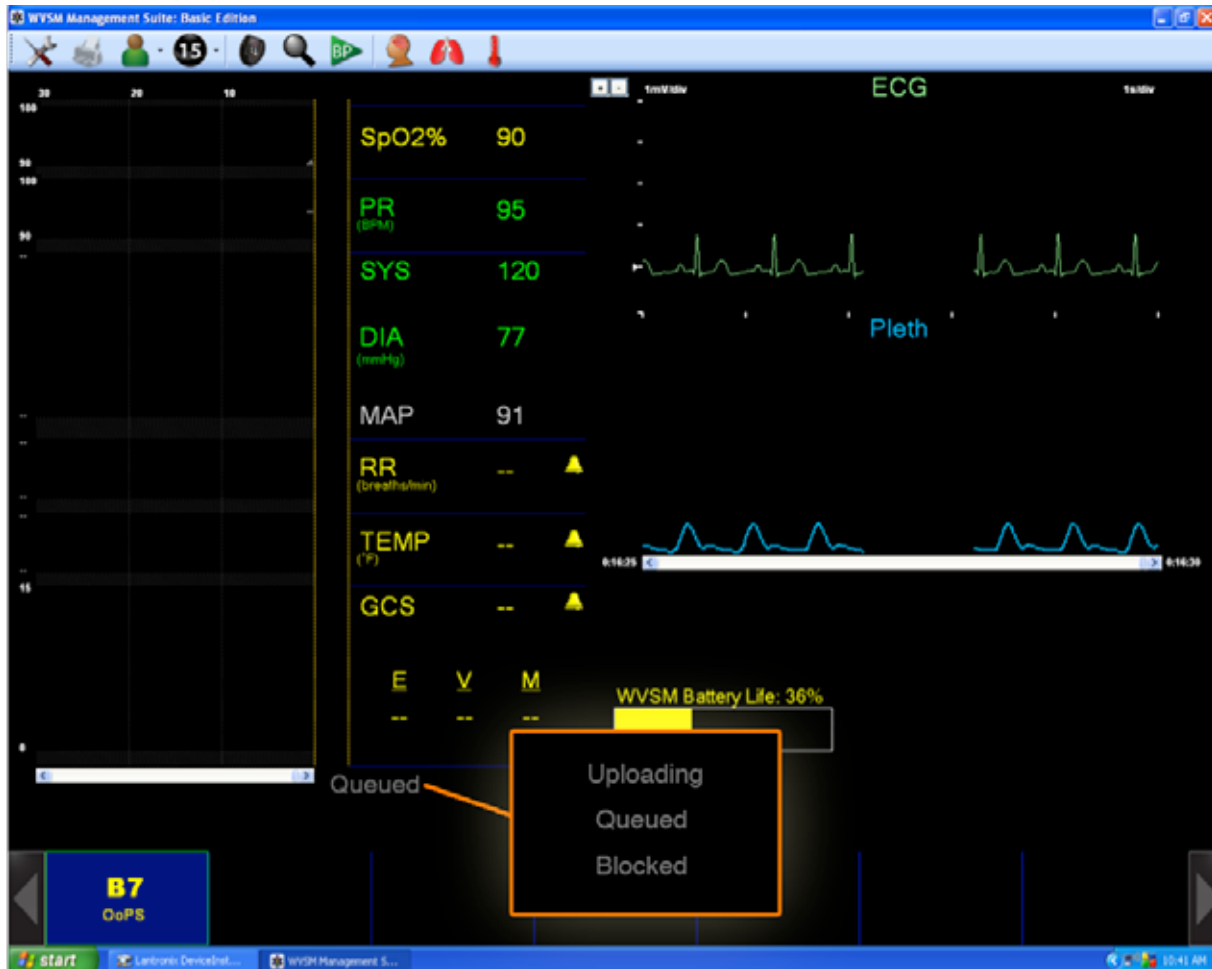 WVSM Management Suite: Basic Edition
15
BP
30 20 10
100
90
100
90
--
--
--
--
--
--
15
0
SpO2% 90
PR 95
(BPM)
SYS 120
DIA 77
(mmHg)
MAP 91
RR --
(breaths/min)
TEMP --
(°F)
GCS --
E V M
-- -- --
+ -
1mV/div
ECG
1s/div
Pleth
0:16:25
0:16:30
WVSM Battery Life: 36%
Queued
Uploading
Queued
Blocked
B7
OoPS
start
Lantronix DeviceInst...
WVSM Management S...
10:41 AM